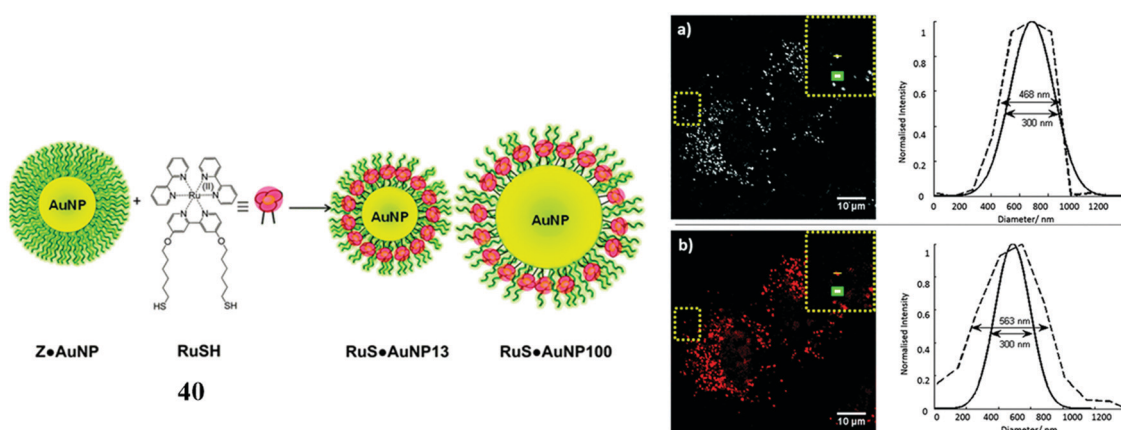 AuNP
+
N
N
N
N
N
N
Ru
(II)
O
O
HS
SH
≡
AuNP
AuNP
Z●AuNP
RuSH
RuS●AuNP13
RuS●AuNP100
40
a)
10 µm
Normalised Intensity
1
0.8
0.6
0.4
0.2
0
468 nm
300 nm
0 200 400 600 800 1000 1200
Diameter/ nm
b)
10 µm
Normalised Intensity
1
0.8
0.6
0.4
0.2
0
563 nm
300 nm
0 200 400 600 800 1000 1200
Diameter/ nm